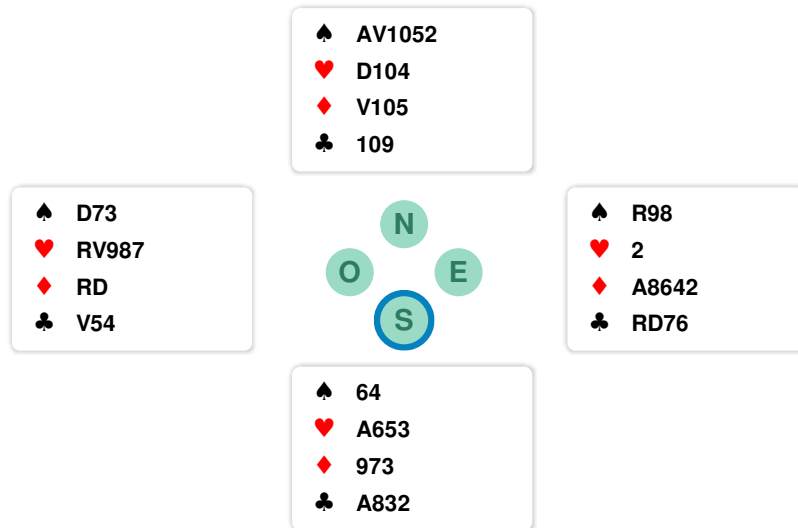 ♠ AV1052
♥ D104
♦ V105
♣ 109
♠ D73
♥ RV987
♦ RD
♣ V54
N
O E
S
♠ R98
♥ 2
♦ A8642
♣ RD76
♠ 64
♥ A653
♦ 973
♣ A832